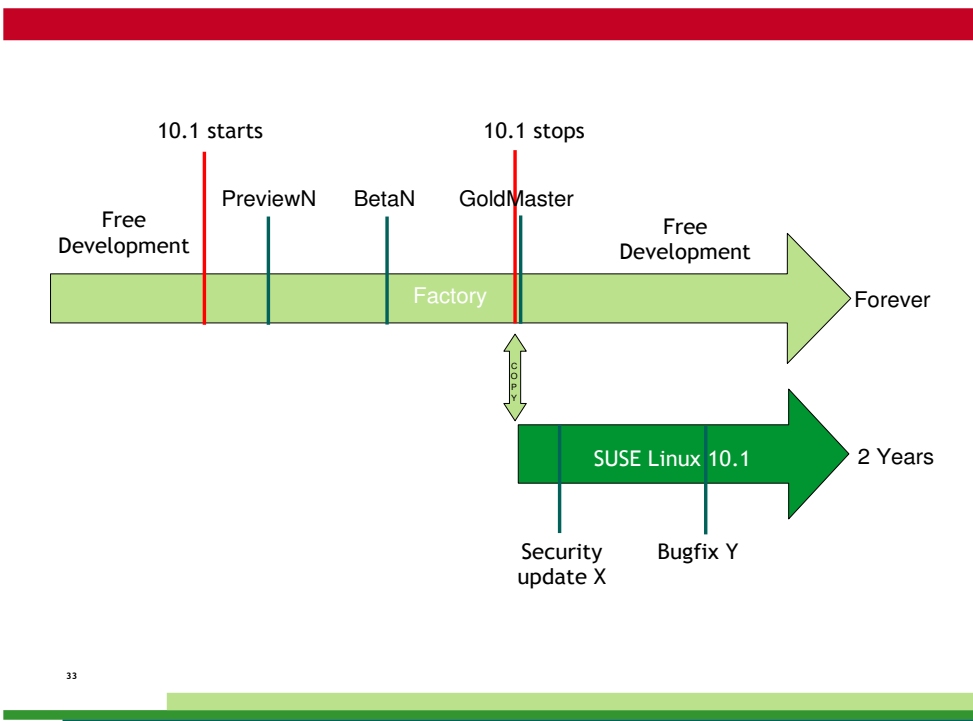 10.1 starts
10.1 stops
PreviewN
BetaN
GoldMaster
Free
Development
Free
Development
Factory
Forever
COPY
SUSE Linux 10.1
2 Years
Security
update X
Bugfix Y
33